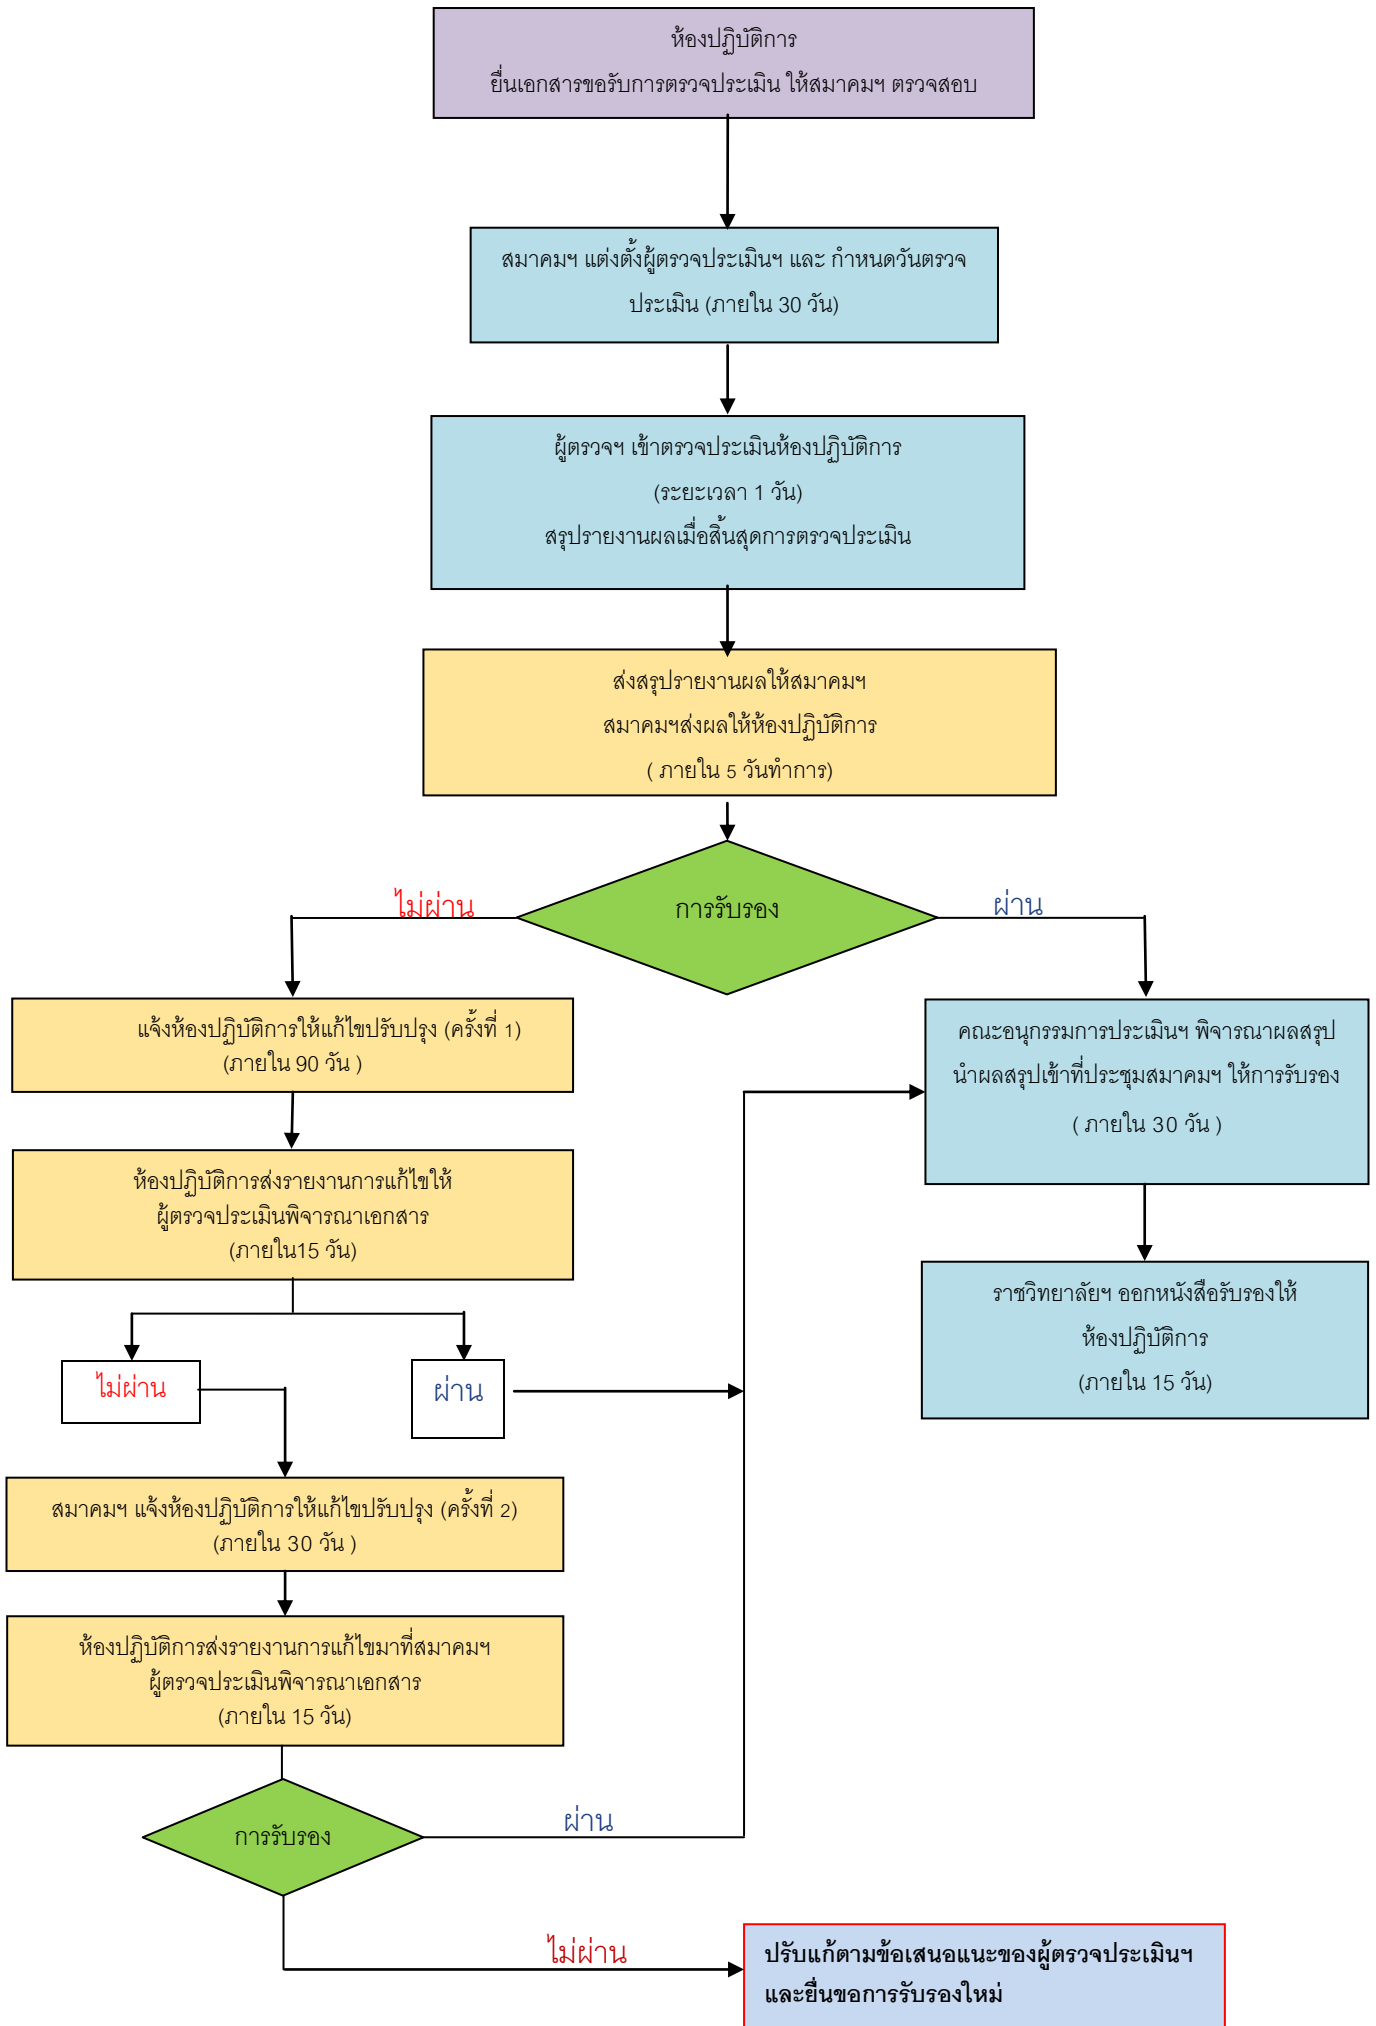 ห้องปฏิบัติการ
ยื่นเอกสารขอรับการตรวจประเมิน ให้สมาคมฯ ตรวจสอบ
สมาคมฯ แต่งตั้งผู้ตรวจประเมินฯ และ กำหนดวันตรวจ
ประเมิน (ภายใน 30 วัน)
ผู้ตรวจฯ เข้าตรวจประเมินห้องปฏิบัติการ
(ระยะเวลา 1 วัน)
สรุปรายงานผลเมื่อสิ้นสุดการตรวจประเมิน
ส่งสรุปรายงานผลให้สมาคมฯ
สมาคมฯส่งผลให้ห้องปฏิบัติการ
( ภายใน 5 วันทำการ)
การรับรอง
ไม่ผ่าน
ผ่าน
แจ้งห้องปฏิบัติการให้แก้ไขปรับปรุง (ครั้งที่ 1)
(ภายใน 90 วัน )
คณะอนุกรรมการประเมินฯ พิจารณาผลสรุป
นำผลสรุปเข้าที่ประชุมสมาคมฯ ให้การรับรอง
( ภายใน 30 วัน )
ห้องปฏิบัติการส่งรายงานการแก้ไขให้
ผู้ตรวจประเมินพิจารณาเอกสาร
(ภายใน15 วัน)
ราชวิทยาลัยฯ ออกหนังสือรับรองให้
ห้องปฏิบัติการ
(ภายใน 15 วัน)
ไม่ผ่าน
ผ่าน
สมาคมฯ แจ้งห้องปฏิบัติการให้แก้ไขปรับปรุง (ครั้งที่ 2)
(ภายใน 30 วัน )
ห้องปฏิบัติการส่งรายงานการแก้ไขมาที่สมาคมฯ
ผู้ตรวจประเมินพิจารณาเอกสาร
(ภายใน 15 วัน)
การรับรอง
ผ่าน
ไม่ผ่าน
ปรับแก้ตามข้อเสนอแนะของผู้ตรวจประเมินฯ
และยื่นขอการรับรองใหม่